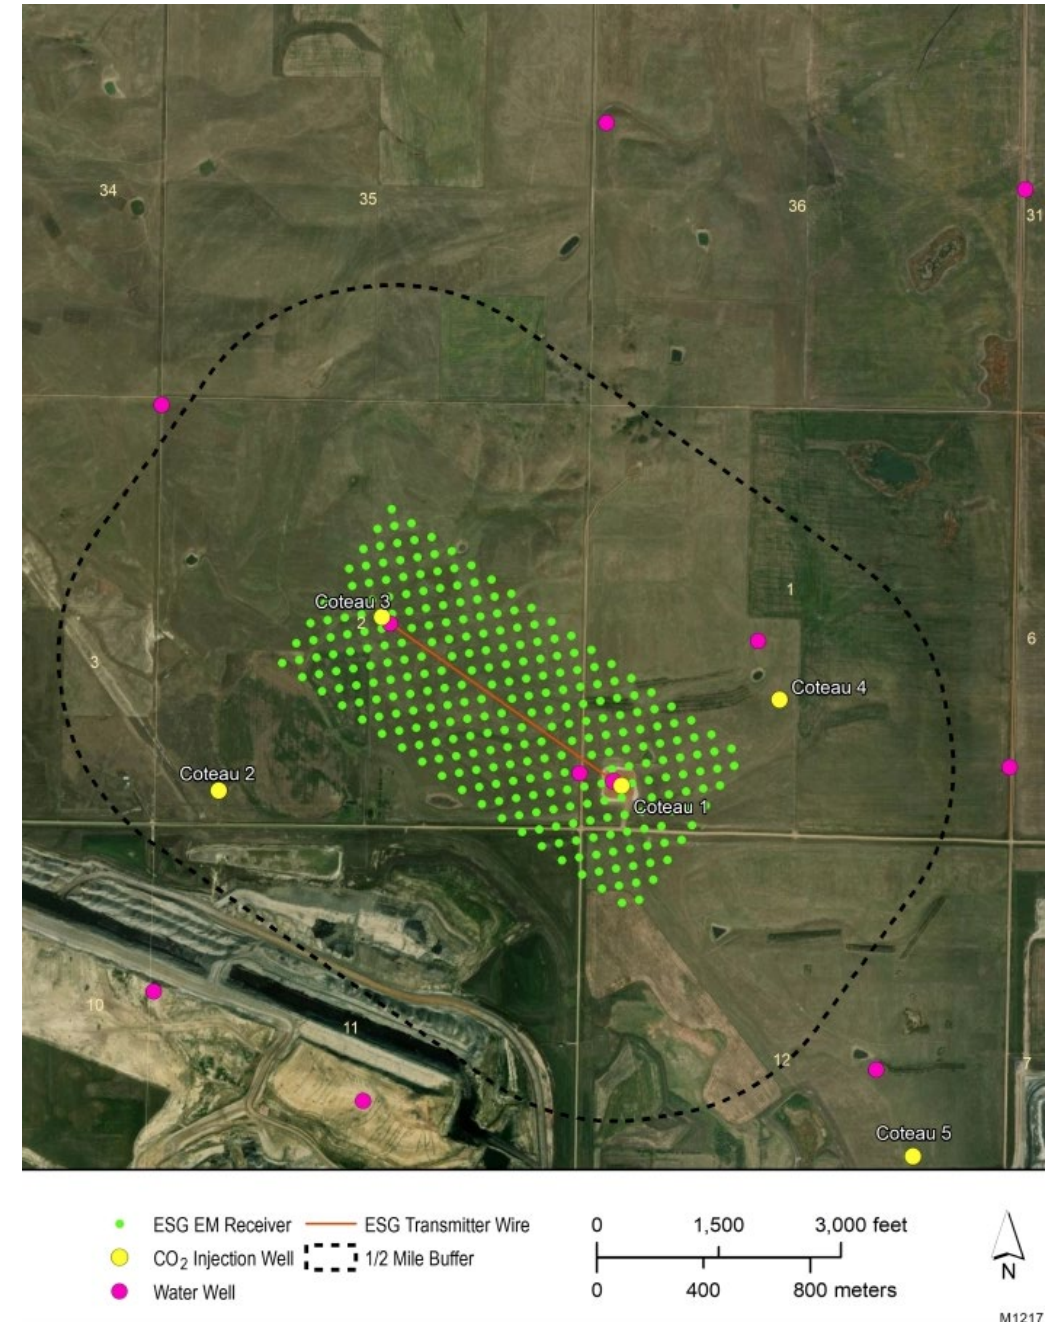 34
35
36
31
Coteau 3
2
1
3
6
Coteau 4
Coteau 2
Coteau 1
10
11
12
7
Coteau 5
ESG EM Receiver
ESG Transmitter Wire
CO2 Injection Well
1/2 Mile Buffer
Water Well
0 1,500 3,000 feet
0 400 800 meters
N
M1217